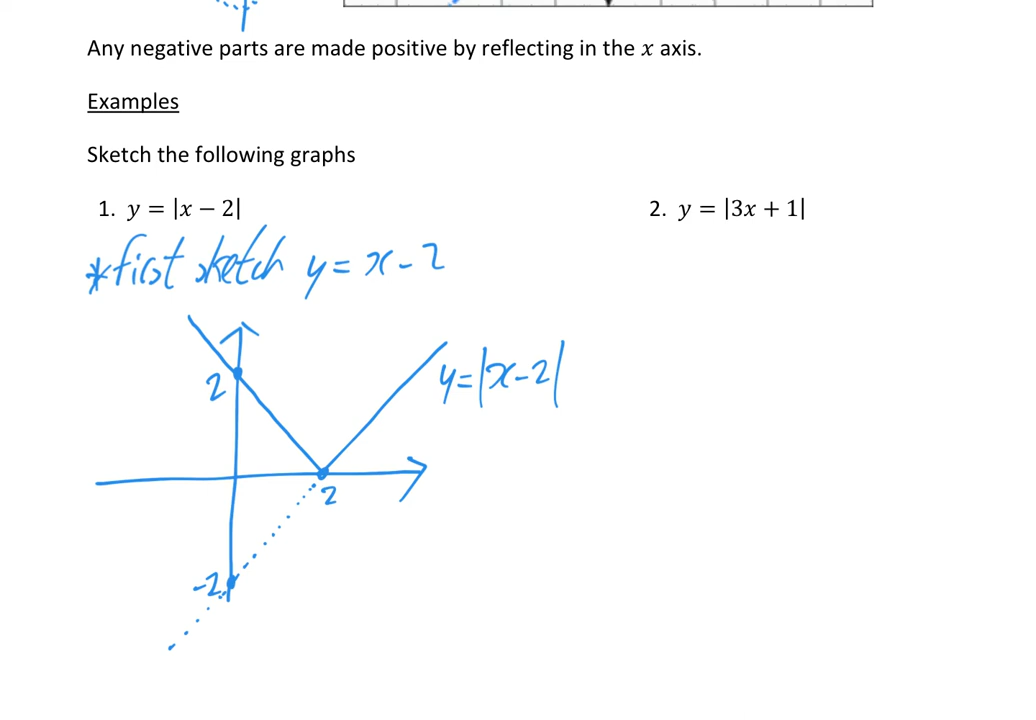 Any negative parts are made positive by reflecting in the x axis.
Examples
Sketch the following graphs
1. y = |x − 2|
2. y = |3x + 1|
*first sketch y = x - 2
2
y=|x-2|
2
-2